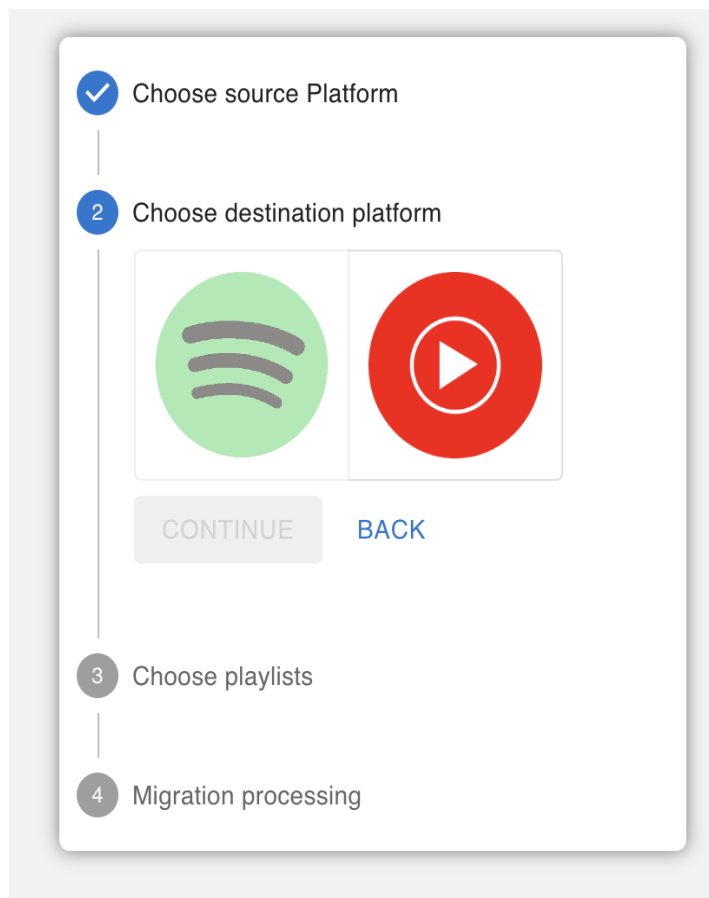 Choose source Platform
2 Choose destination platform
CONTINUE BACK
3 Choose playlists
4 Migration processing